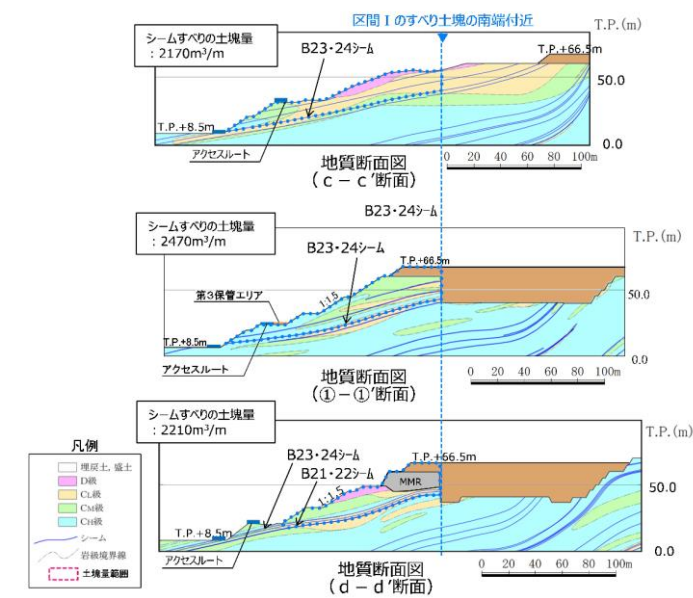 区間Ⅰのすべり土塊の南端付近
シームすべりの土塊量
：2170m³/m
B23・24シーム
T.P.(m)
T.P.+66.5m
50.0
T.P.+8.5m
0.0
アクセスルート
地質断面図
(ｃ－ｃ’断面)
0 20 40 60 80 100m
B23・24シーム
シームすべりの土塊量
：2470m³/m
B23・24シーム
T.P.(m)
T.P.+66.5m
第３保管エリア
1:1.5
50.0
T.P.+8.5m
アクセスルート
0.0
地質断面図
(①－①’断面)
0 20 40 60 80 100m
シームすべりの土塊量
：2210m³/m
B23・24シーム
B21・22シーム
T.P.(m)
T.P.+66.5m
MMR
1:1.5
50.0
T.P.+8.5m
アクセスルート
0.0
地質断面図
(ｄ－ｄ’断面)
0 20 40 60 80 100m
凡例
埋戻土, 盛土
D級
CL級
CM級
CH級
シーム
岩級境界線
土塊量範囲